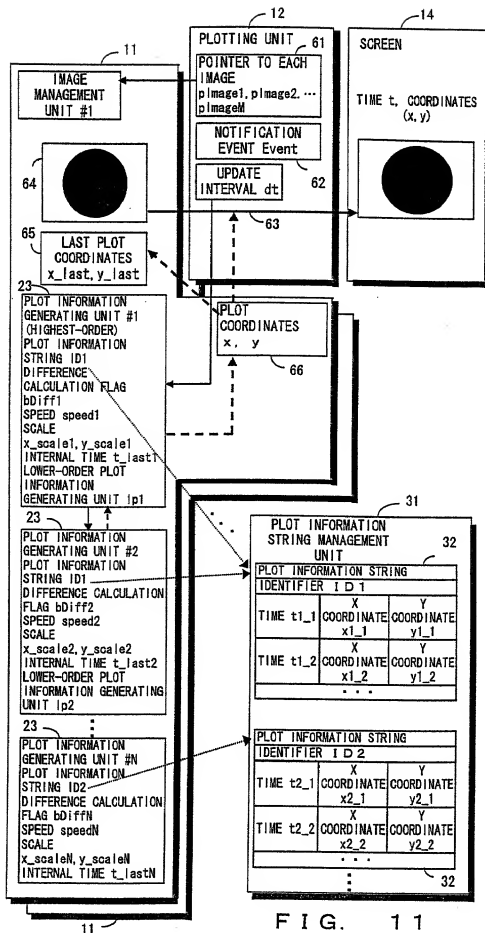 12
14
11
PLOTTING UNIT
61
POINTER TO EACH
IMAGE
pImage1, pImage2, ...
pImageM
NOTIFICATION
EVENT Event
62
UPDATE
INTERVAL dt
63
SCREEN
TIME t, COORDINATES
(x, y)
IMAGE
MANAGEMENT
UNIT #1
64
65
LAST PLOT
COORDINATES
x_last, y_last
23
PLOT INFORMATION
GENERATING UNIT #1
(HIGHEST-ORDER)
PLOT INFORMATION
STRING ID1
DIFFERENCE
CALCULATION FLAG
bDiff1
SPEED speed1
SCALE
x_scale1, y_scale1
INTERNAL TIME t_last1
LOWER-ORDER PLOT
INFORMATION
GENERATING UNIT lp1
PLOT
COORDINATES
x, y
66
23
PLOT INFORMATION
GENERATING UNIT #2
PLOT INFORMATION
STRING ID1
DIFFERENCE CALCULATION
FLAG bDiff2
SPEED speed2
SCALE
x_scale2, y_scale2
INTERNAL TIME t_last2
LOWER-ORDER PLOT
INFORMATION GENERATING
UNIT lp2
23
PLOT INFORMATION
GENERATING UNIT #N
PLOT INFORMATION
STRING ID2
DIFFERENCE CALCULATION
FLAG bDiffN
SPEED speedN
SCALE
x_scaleN, y_scaleN
INTERNAL TIME t_lastN
11
31
PLOT INFORMATION
STRING MANAGEMENT
UNIT
32
PLOT INFORMATION STRING
IDENTIFIER ID1
TIME t1_1 X COORDINATE x1_1 Y COORDINATE y1_1
TIME t1_2 X COORDINATE x1_2 Y COORDINATE y1_2
...
PLOT INFORMATION STRING
IDENTIFIER ID2
TIME t2_1 X COORDINATE x2_1 Y COORDINATE y2_1
TIME t2_2 X COORDINATE x2_2 Y COORDINATE y2_2
...
32
FIG. 11